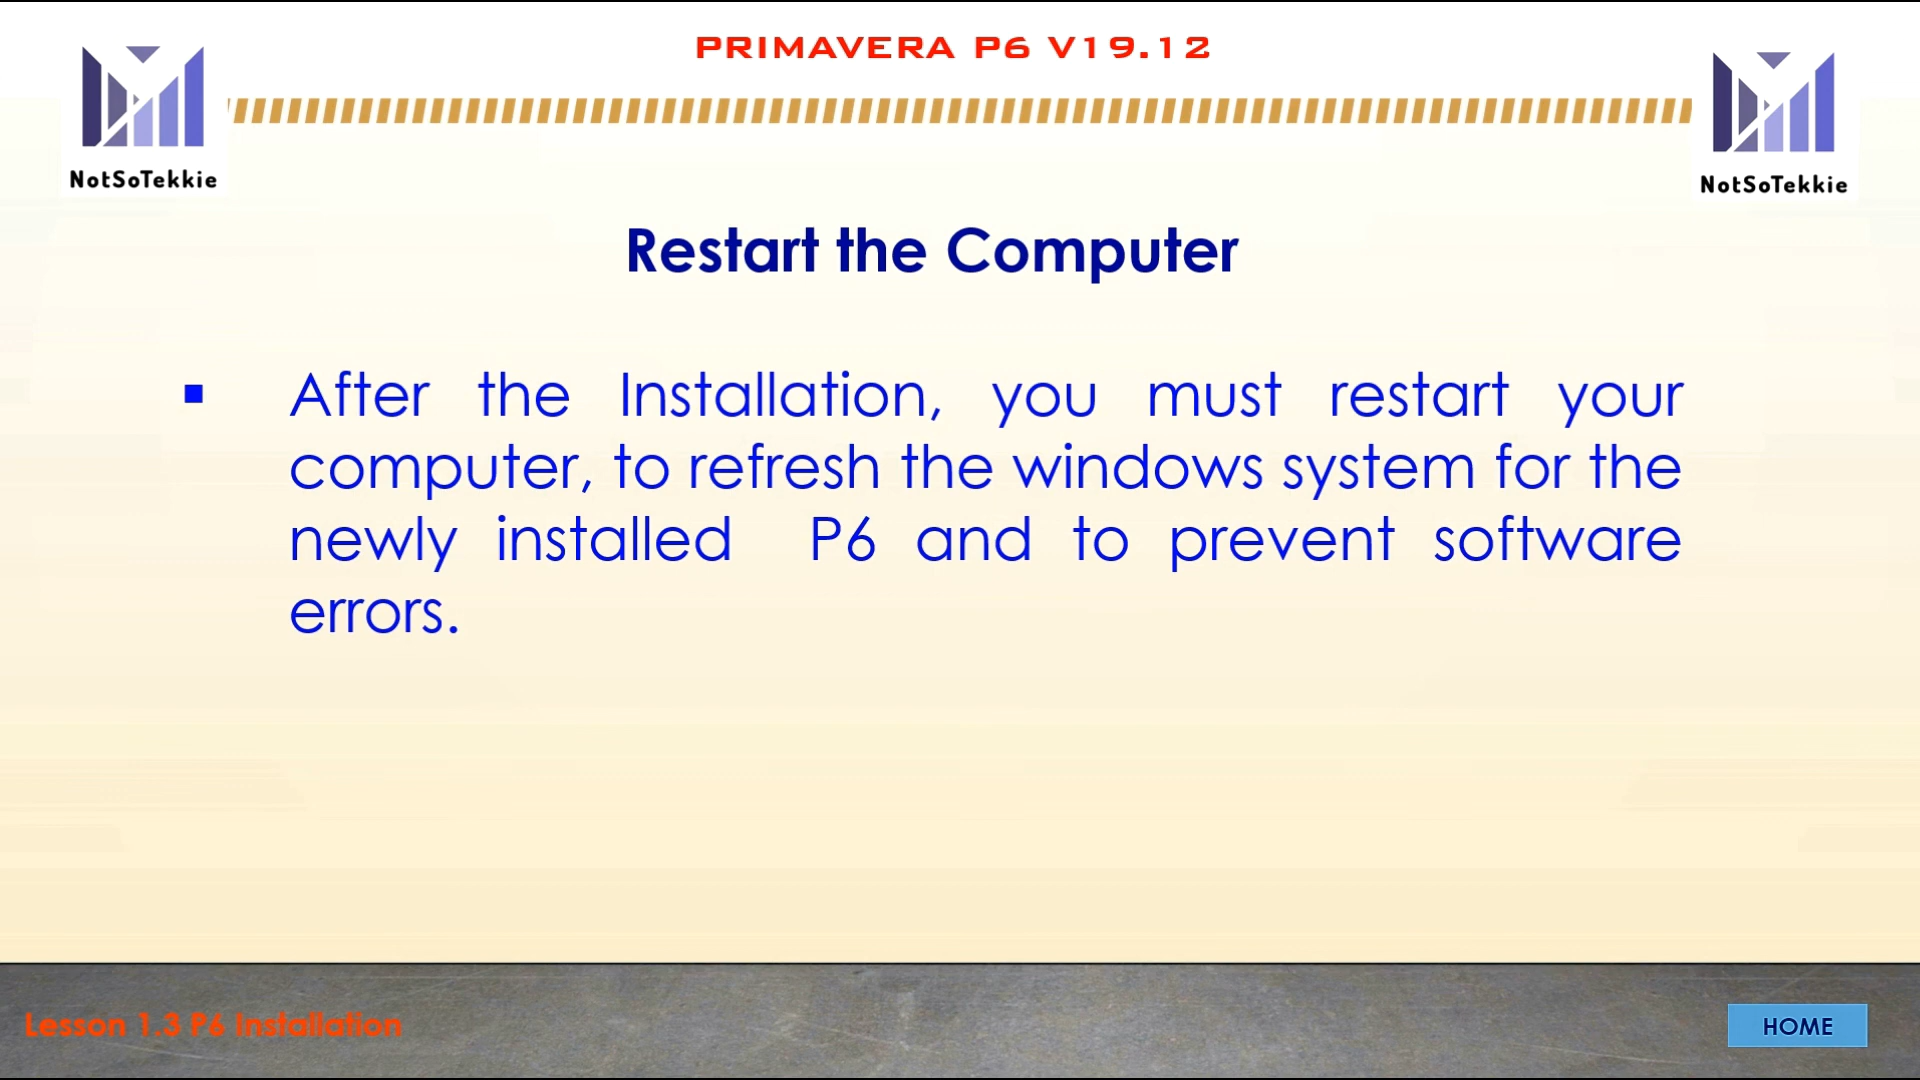 PRIMAVERA P6 V19.12
NotSoTekkie
NotSoTekkie
Restart the Computer
▪ After the Installation, you must restart your
computer, to refresh the windows system for the
newly installed P6 and to prevent software
errors.
Lesson 1.3 P6 Installation
HOME